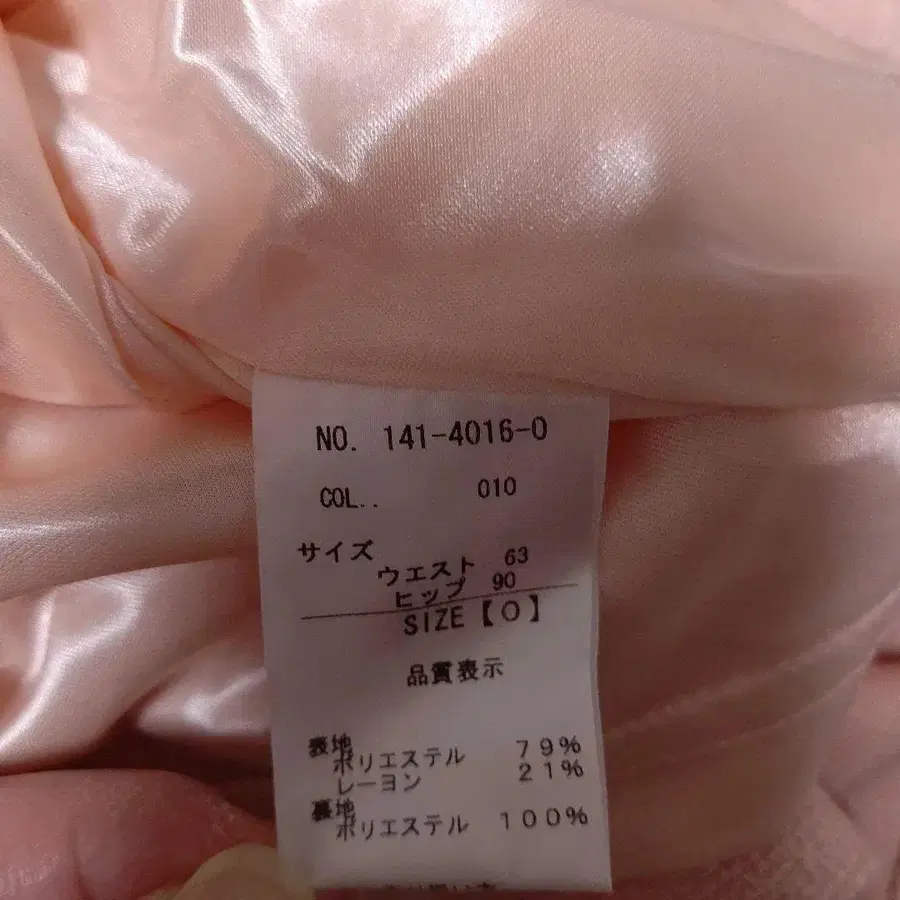 NO. 141-4016-0
COL.. 010
サイズ
ウエスト 63
ヒップ 90
SIZE【O】
品質表示
表地
ポリエステル 79%
レーヨン 21%
裏地
ポリエステル 100%